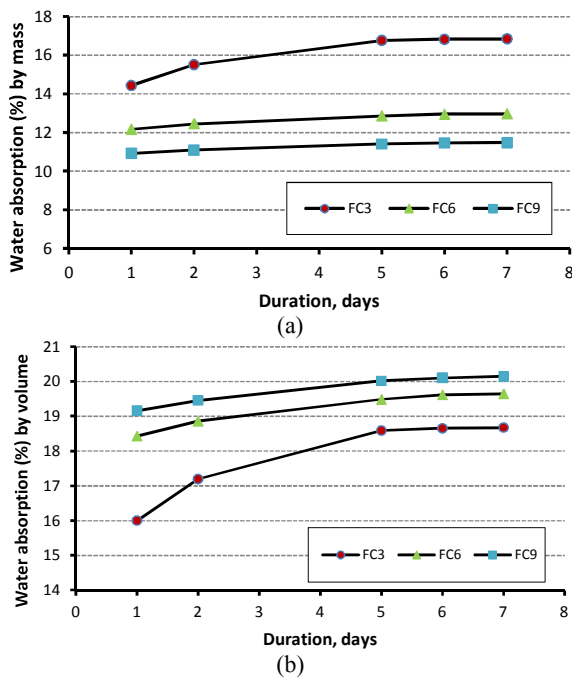 Water absorption (%) by mass
18
16
14
12
10
8
6
0 1 2 3 4 5 6 7 8
FC3 FC6 FC9
Duration, days
(a)
Water absorption (%) by volume
21
20
19
18
17
16
15
14
0 1 2 3 4 5 6 7 8
FC3 FC6 FC9
Duration, days
(b)